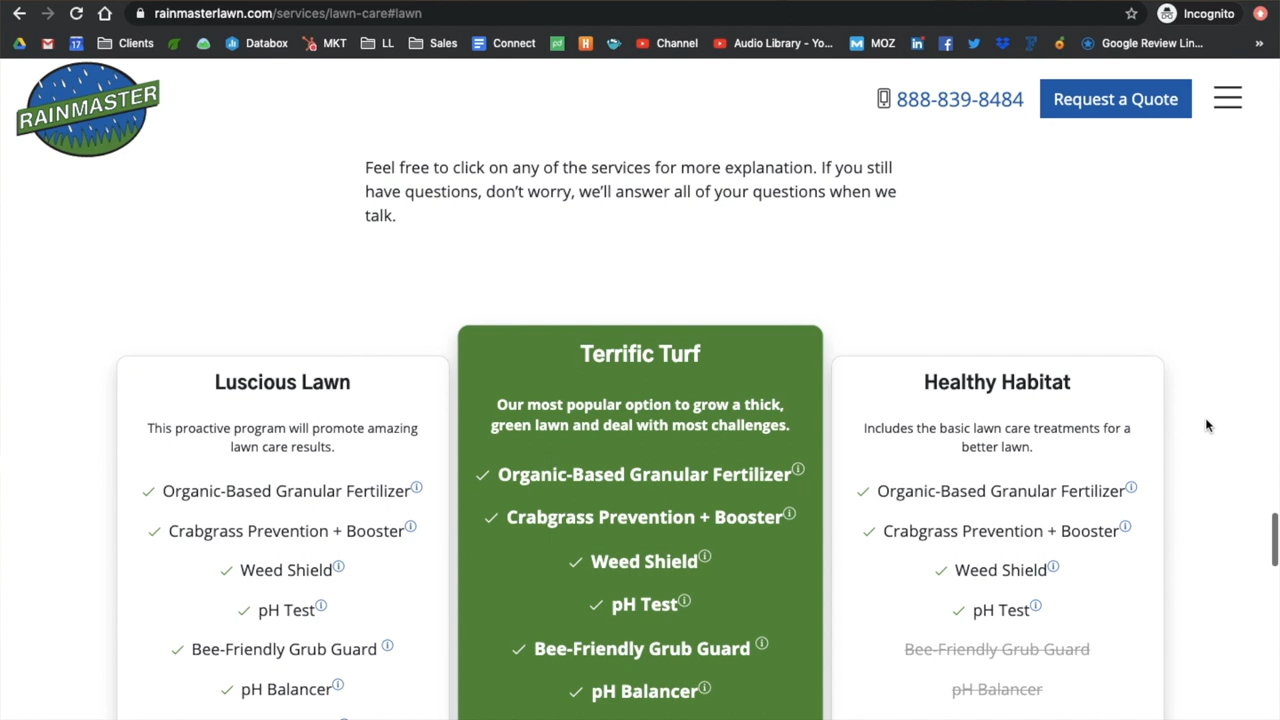 rainmasterlawn.com/services/lawn-care#lawn
Incognito
17
Clients
Databox
MKT
LL
Sales
Connect
Channel
Audio Library - Yo...
MOZ
Google Review Lin...
»
RAINMASTER
888-839-8484
Request a Quote
Feel free to click on any of the services for more explanation. If you still
have questions, don’t worry, we’ll answer all of your questions when we
talk.
Luscious Lawn
This proactive program will promote amazing
lawn care results.
✓ Organic-Based Granular Fertilizer ⓘ
✓ Crabgrass Prevention + Booster ⓘ
✓ Weed Shield ⓘ
✓ pH Test ⓘ
✓ Bee-Friendly Grub Guard ⓘ
✓ pH Balancer ⓘ
Terrific Turf
Our most popular option to grow a thick,
green lawn and deal with most challenges.
✓ Organic-Based Granular Fertilizer ⓘ
✓ Crabgrass Prevention + Booster ⓘ
✓ Weed Shield ⓘ
✓ pH Test ⓘ
✓ Bee-Friendly Grub Guard ⓘ
✓ pH Balancer ⓘ
Healthy Habitat
Includes the basic lawn care treatments for a
better lawn.
✓ Organic-Based Granular Fertilizer ⓘ
✓ Crabgrass Prevention + Booster ⓘ
✓ Weed Shield ⓘ
✓ pH Test ⓘ
Bee-Friendly Grub Guard
pH Balancer